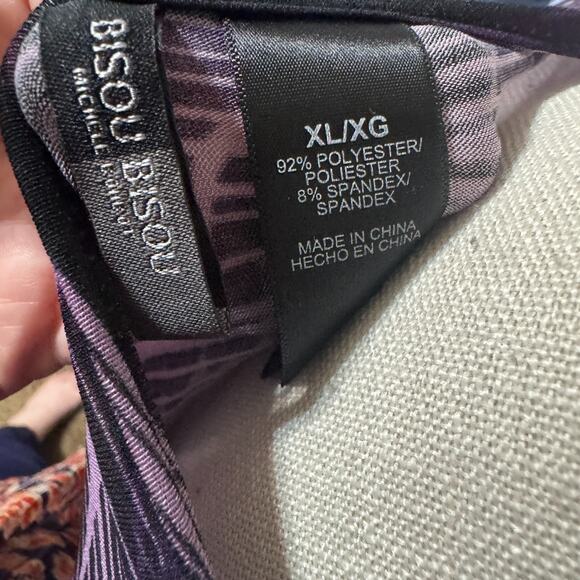 BISOU BISOU
XL/XG
92% POLYESTER/
POLIESTER
8% SPANDEX/
SPANDEX
MADE IN CHINA
HECHO EN CHINA